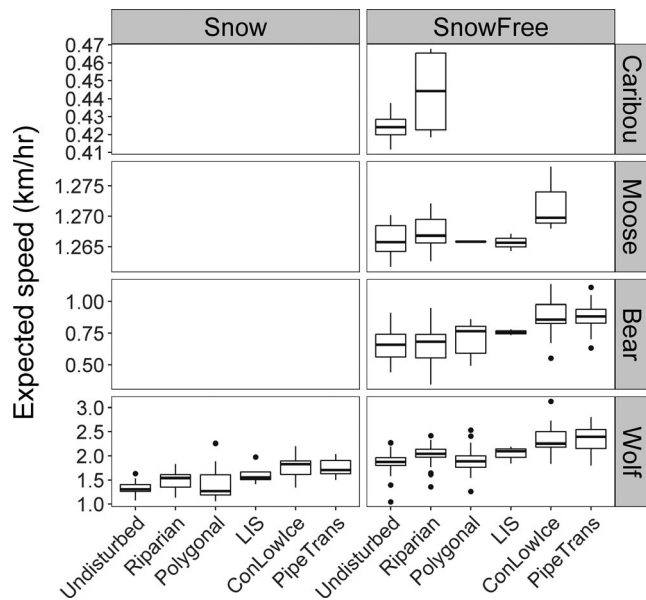 Snow SnowFree
Expected speed (km/hr)
0.47
0.45
0.44
0.43
0.42
0.41
Caribou
1.275
1.270
1.265
Moose
1.00
0.75
0.50
Bear
3.0
2.5
2.0
1.5
1.0
Wolf
Undisturbed Riparian Polygonal LIS ConLowIce PipeTrans Undisturbed Riparian Polygonal LIS ConLowIce PipeTrans